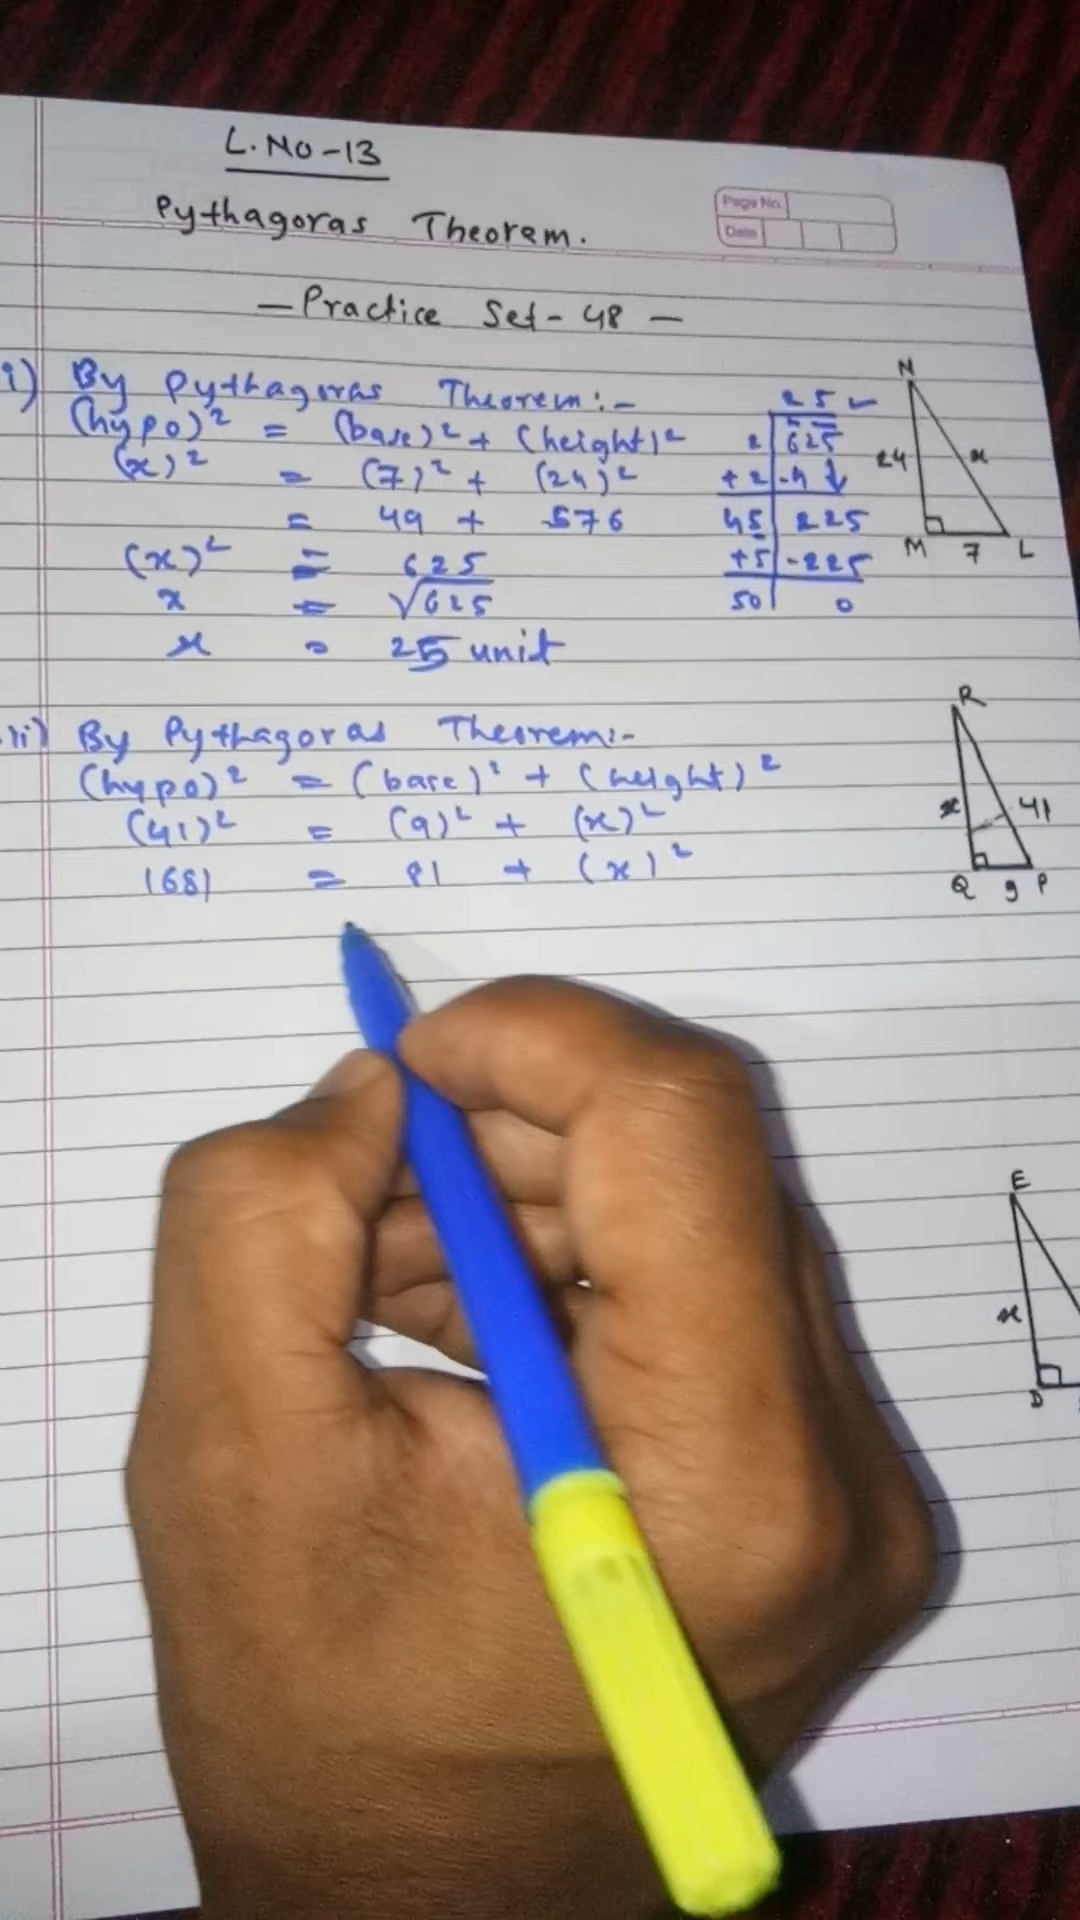 L. No-13
Pythagoras Theorem.
Page No.
Date
- Practice Set - 48 -
i) By Pythagoras Theorem:-
(hypo)² = (base)² + (height)²
(x)² = (7)² + (24)²
= 49 + 576
(x)² = 625
x = √625
x = 25 unit
25 ✓
2 625
+2 -4 ↓
45 225
+5 -225
50 0
N
24 x
M 7 L
ii) By Pythagoras Theorem:-
(hypo)² = (base)² + (height)²
(41)² = (9)² + (x)²
1681 = 81 + (x)²
R
x 41
Q 9 P
E
x
D